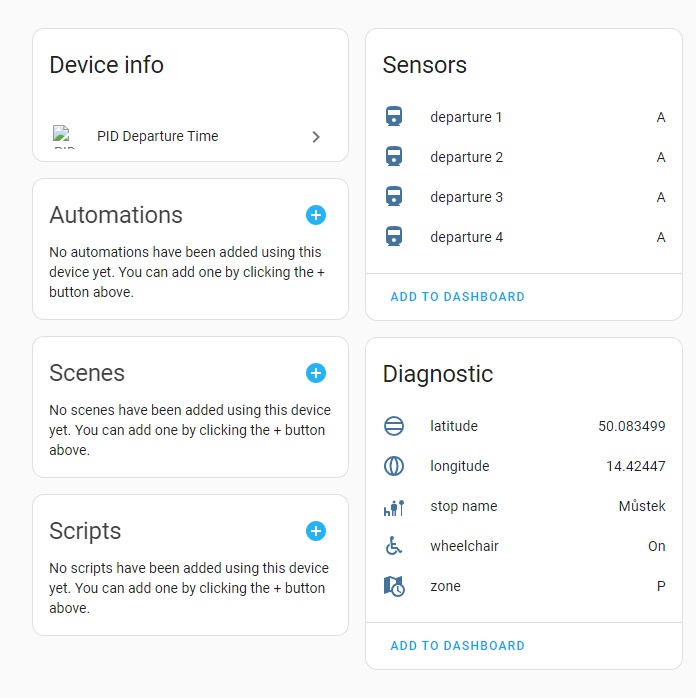 Device info
PID Departure Time
Automations
No automations have been added using this
device yet. You can add one by clicking the +
button above.
Scenes
No scenes have been added using this device
yet. You can add one by clicking the + button
above.
Scripts
No scripts have been added using this device
yet. You can add one by clicking the + button
above.
Sensors
departure 1 A
departure 2 A
departure 3 A
departure 4 A
ADD TO DASHBOARD
Diagnostic
latitude 50.083499
longitude 14.42447
stop name Můstek
wheelchair On
zone P
ADD TO DASHBOARD